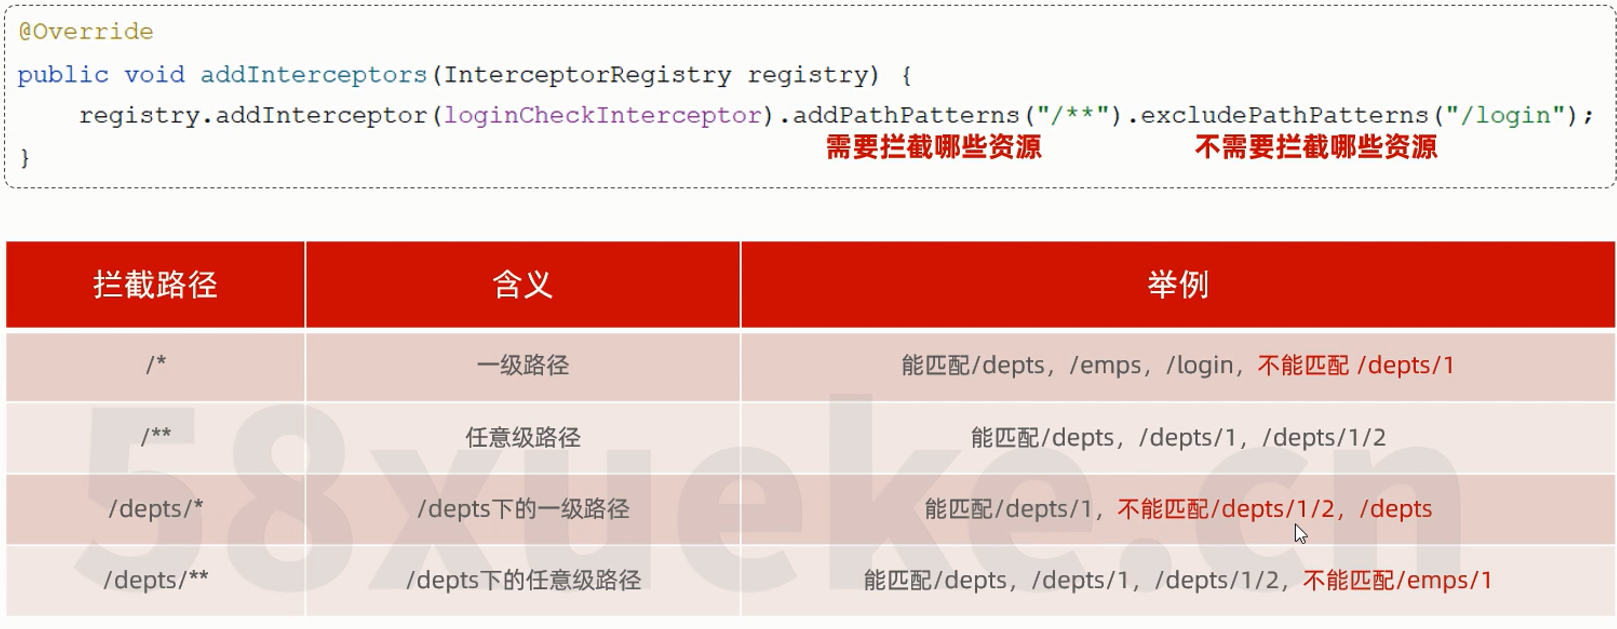 @Override
public void addInterceptors(InterceptorRegistry registry) {
registry.addInterceptor(loginCheckInterceptor).addPathPatterns("/**").excludePathPatterns("/login");
需要拦截哪些资源 不需要拦截哪些资源
}
拦截路径 含义 举例
/* 一级路径 能匹配/depts，/emps，/login，不能匹配 /depts/1
/** 任意级路径 能匹配/depts，/depts/1，/depts/1/2
/depts/* /depts下的一级路径 能匹配/depts/1，不能匹配/depts/1/2，/depts
/depts/** /depts下的任意级路径 能匹配/depts，/depts/1，/depts/1/2，不能匹配/emps/1
58xueke.cn